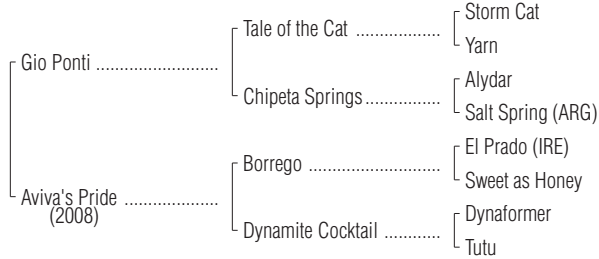 Storm Cat
Tale of the Cat ..................
Yarn
Gio Ponti ..........................
Alydar
Chipeta Springs................
Salt Spring (ARG)
El Prado (IRE)
Borrego ............................
Sweet as Honey
Aviva's Pride ....................
(2008)
Dynaformer
Dynamite Cocktail ............
Tutu